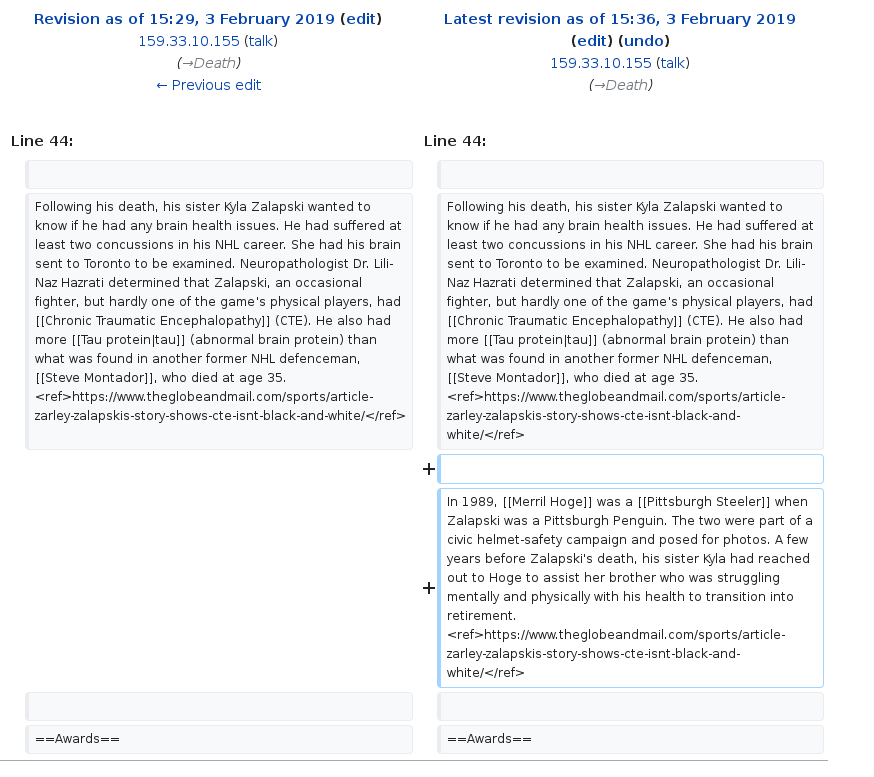 Revision as of 15:29, 3 February 2019 (edit)
159.33.10.155 (talk)
(→Death)
← Previous edit
Latest revision as of 15:36, 3 February 2019
(edit) (undo)
159.33.10.155 (talk)
(→Death)
Line 44:
Line 44:
Following his death, his sister Kyla Zalapski wanted to
know if he had any brain health issues. He had suffered at
least two concussions in his NHL career. She had his brain
sent to Toronto to be examined. Neuropathologist Dr. Lili-
Naz Hazrati determined that Zalapski, an occasional
fighter, but hardly one of the game's physical players, had
[[Chronic Traumatic Encephalopathy]] (CTE). He also had
more [[Tau protein|tau]] (abnormal brain protein) than
what was found in another former NHL defenceman,
[[Steve Montador]], who died at age 35.
<ref>https://www.theglobeandmail.com/sports/article-
zarley-zalapskis-story-shows-cte-isnt-black-and-white/</ref>
Following his death, his sister Kyla Zalapski wanted to
know if he had any brain health issues. He had suffered at
least two concussions in his NHL career. She had his brain
sent to Toronto to be examined. Neuropathologist Dr. Lili-
Naz Hazrati determined that Zalapski, an occasional
fighter, but hardly one of the game's physical players, had
[[Chronic Traumatic Encephalopathy]] (CTE). He also had
more [[Tau protein|tau]] (abnormal brain protein) than
what was found in another former NHL defenceman,
[[Steve Montador]], who died at age 35.
<ref>https://www.theglobeandmail.com/sports/article-
zarley-zalapskis-story-shows-cte-isnt-black-and-
white/</ref>
+
+
In 1989, [[Merril Hoge]] was a [[Pittsburgh Steeler]] when
Zalapski was a Pittsburgh Penguin. The two were part of a
civic helmet-safety campaign and posed for photos. A few
years before Zalapski's death, his sister Kyla had reached
out to Hoge to assist her brother who was struggling
mentally and physically with his health to transition into
retirement.
<ref>https://www.theglobeandmail.com/sports/article-
zarley-zalapskis-story-shows-cte-isnt-black-and-
white/</ref>
==Awards==
==Awards==